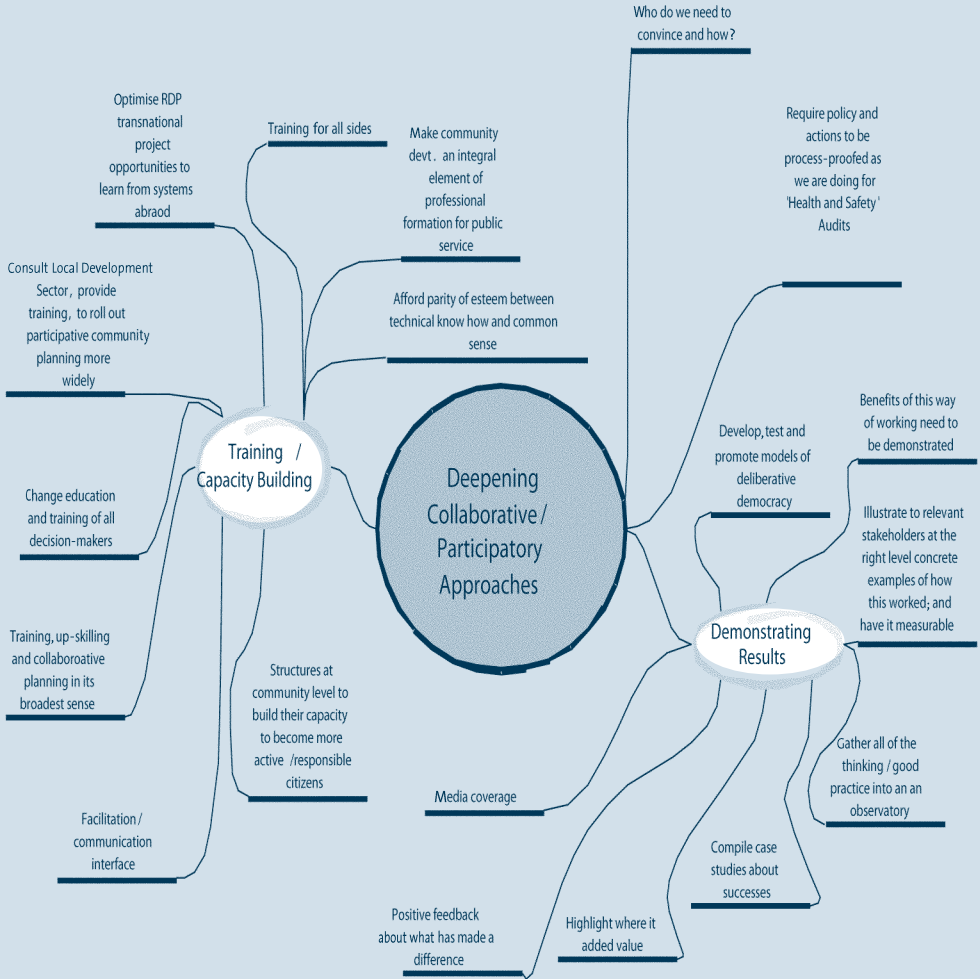 Who do we need to
convince and how?
Optimise RDP
transnational
project
opportunities to
learn from systems
abraod
Training for all sides
Make community
devt. an integral
element of
professional
formation for public
service
Require policy and
actions to be
process-proofed as
we are doing for
'Health and Safety'
Audits
Consult Local Development
Sector, provide
training, to roll out
participative community
planning more
widely
Afford parity of esteem between
technical know how and common
sense
Training /
Capacity Building
Deepening
Collaborative /
Participatory
Approaches
Develop, test and
promote models of
deliberative
democracy
Benefits of this way
of working need to
be demonstrated
Change education
and training of all
decision-makers
Illustrate to relevant
stakeholders at the
right level concrete
examples of how
this worked; and
have it measurable
Demonstrating
Results
Training, up-skilling
and collaboroative
planning in its
broadest sense
Structures at
community level to
build their capacity
to become more
active /responsible
citizens
Gather all of the
thinking / good
practice into an an
observatory
Media coverage
Facilitation /
communication
interface
Compile case
studies about
successes
Positive feedback
about what has made a
difference
Highlight where it
added value